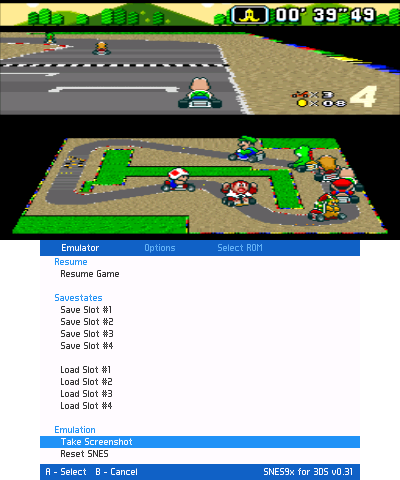 00'39"49
×3
×08
4
Emulator Options Select ROM
Resume
Resume Game
Savestates
Save Slot #1
Save Slot #2
Save Slot #3
Save Slot #4
Load Slot #1
Load Slot #2
Load Slot #3
Load Slot #4
Emulation
Take Screenshot
Reset SNES
A - Select B - Cancel SNES9x for 3DS v0.31